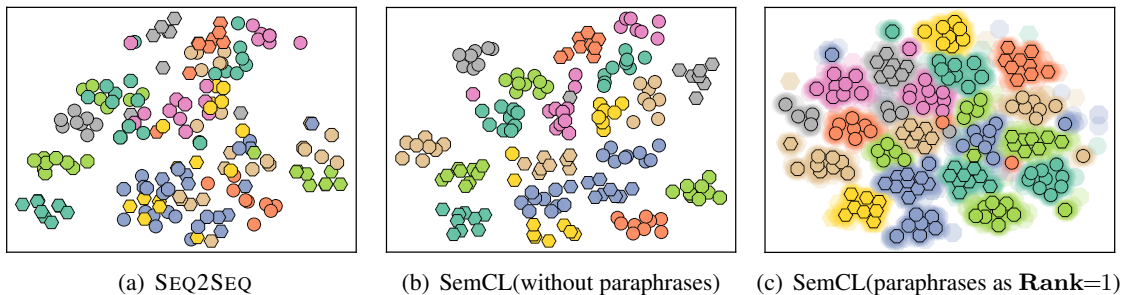 (a) SEQ2SEQ
(b) SemCL(without paraphrases)
(c) SemCL(paraphrases as Rank=1)